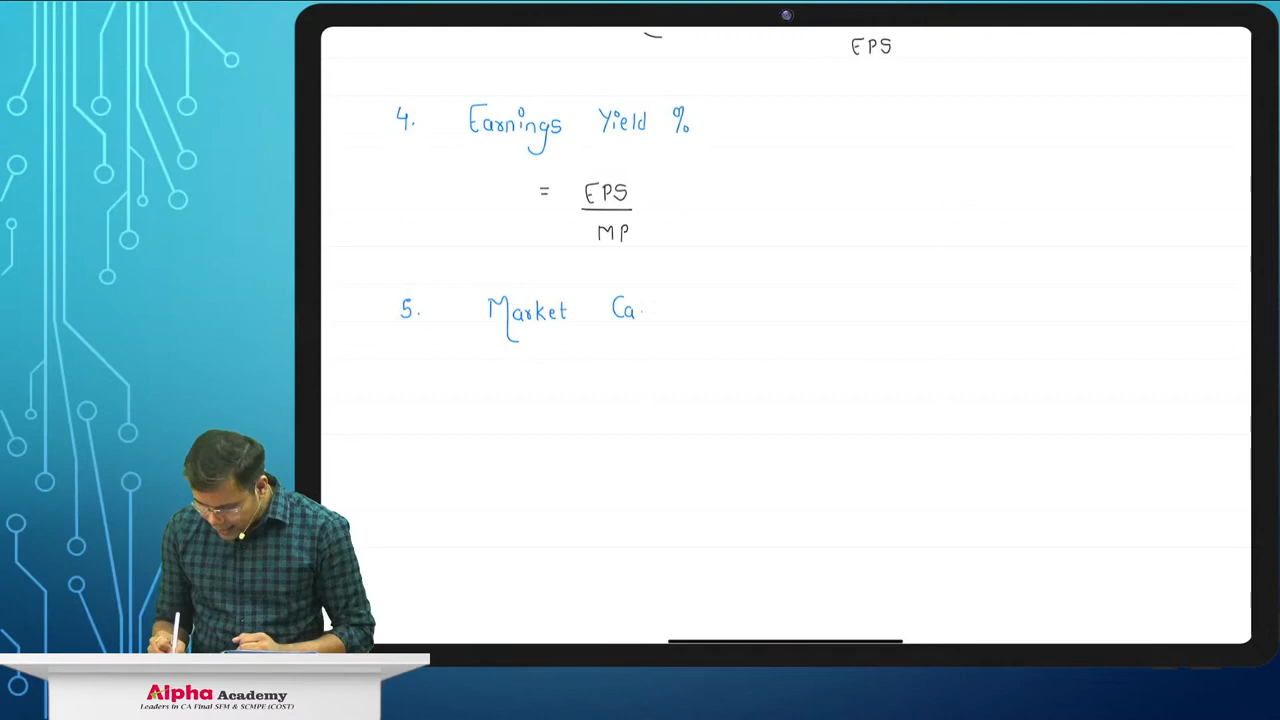 EPS
4. Earnings Yield %
= EPS
MP
5. Market Ca
Alpha Academy
Leaders in CA Final SFM & SCMPE (COST)